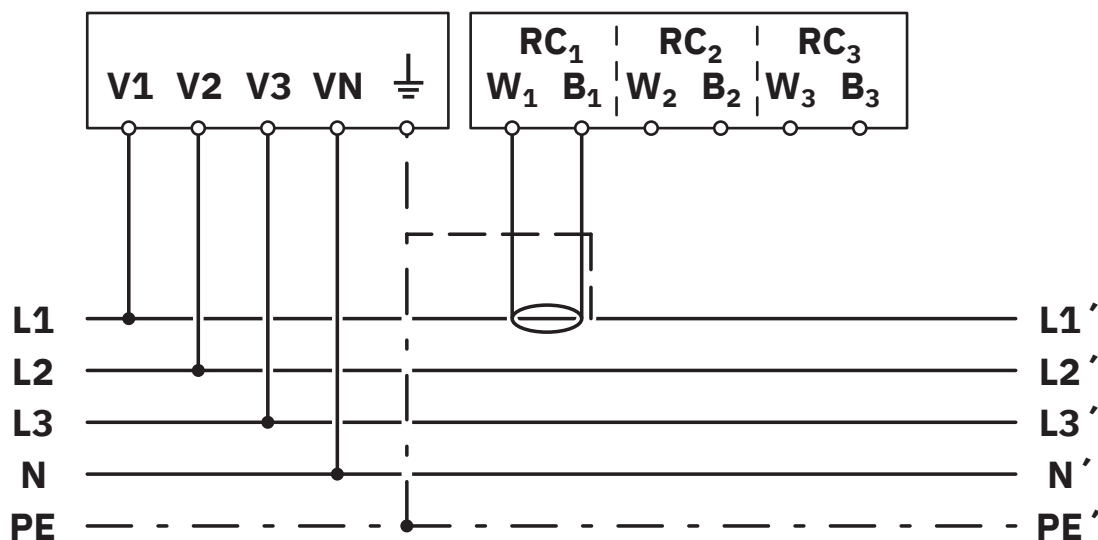 RC₁ RC₂ RC₃
V1 V2 V3 VN W₁ B₁ W₂ B₂ W₃ B₃
L1 L1´
L2 L2´
L3 L3´
N N´
PE PE´